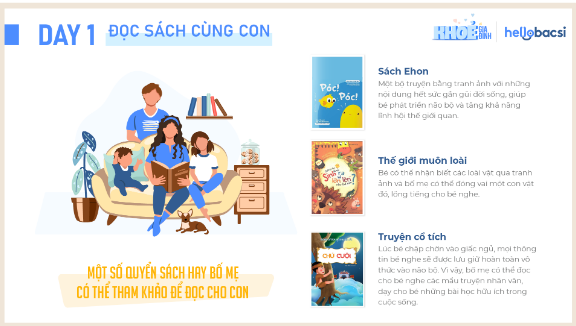 DAY 1
ĐỌC SÁCH CÙNG CON
KHOẺ GIA ĐÌNH
hellobacsi
Póc!
Póc!
Sách Ehon
Một bộ truyện bằng tranh ảnh với những
nội dung hết sức gần gũi đời sống, giúp
bé phát triển não bộ và tăng khả năng
lĩnh hội thế giới quan.
Thế giới muôn loài
Bé có thể nhận biết các loài vật qua tranh
ảnh và bố mẹ có thể đóng vai một con vật
đó, lồng tiếng cho bé nghe.
CHÚ CUỘI
Truyện cổ tích
Lúc bé chập chờn vào giấc ngủ, mọi thông
tin bé nghe sẽ được lưu giữ hoàn toàn vô
thức vào não bộ. Vì vậy, bố mẹ có thể đọc
cho bé nghe các mẩu truyện nhân văn,
dạy cho bé những bài học hữu ích trong
cuộc sống.
MỘT SỐ QUYỂN SÁCH HAY BỐ MẸ
CÓ THỂ THAM KHẢO ĐỂ ĐỌC CHO CON